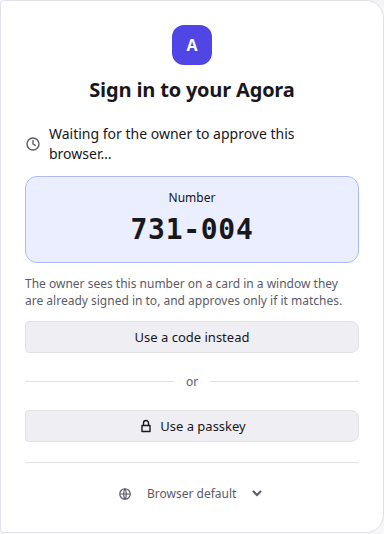 A
Sign in to your Agora
Waiting for the owner to approve this
browser...
Number
731-004
The owner sees this number on a card in a window they
are already signed in to, and approves only if it matches.
Use a code instead
or
Use a passkey
Browser default